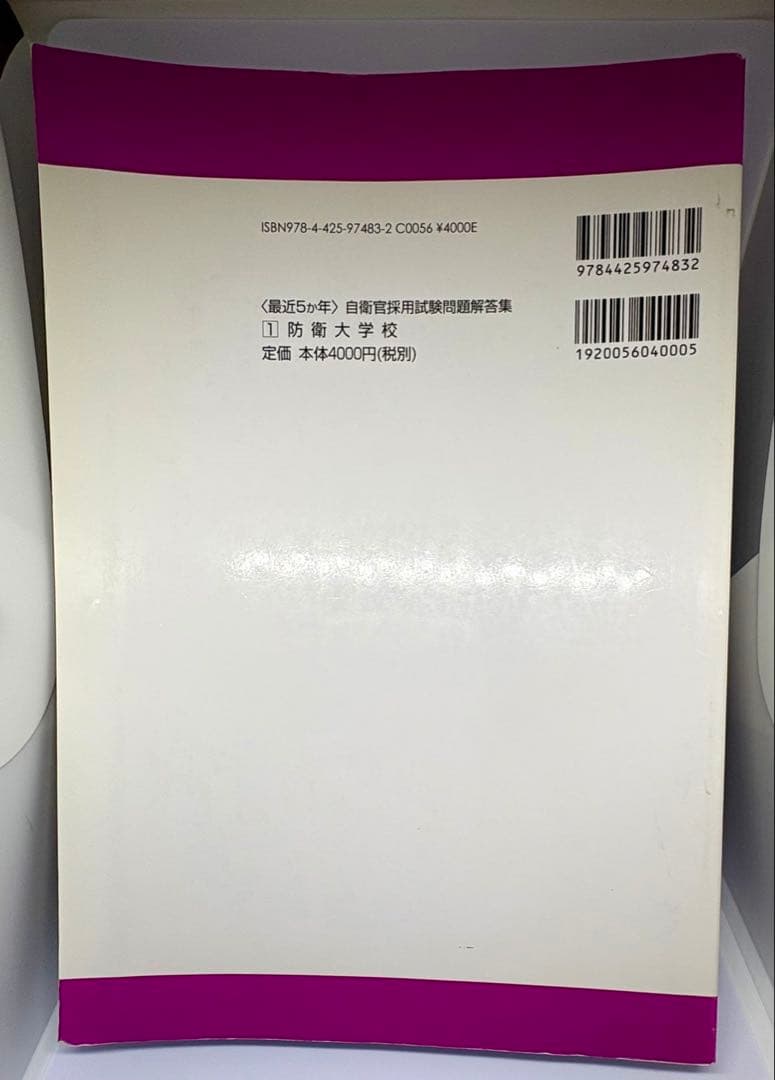 ISBN978-4-425-97483-2 C0056 ¥4000E
9784425974832
〈最近5か年〉自衛官採用試験問題解答集
1 防衛大学校
定価 本体4000円(税別)
1920056040005